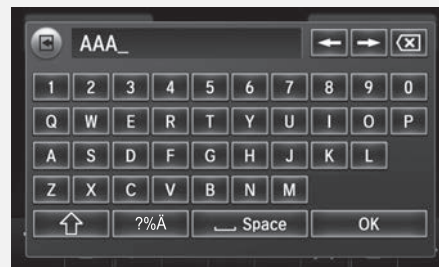 AAA_
1 2 3 4 5 6 7 8 9 0
Q W E R T Y U I O P
A S D F G H J K L
Z X C V B N M
?%Ä Space OK